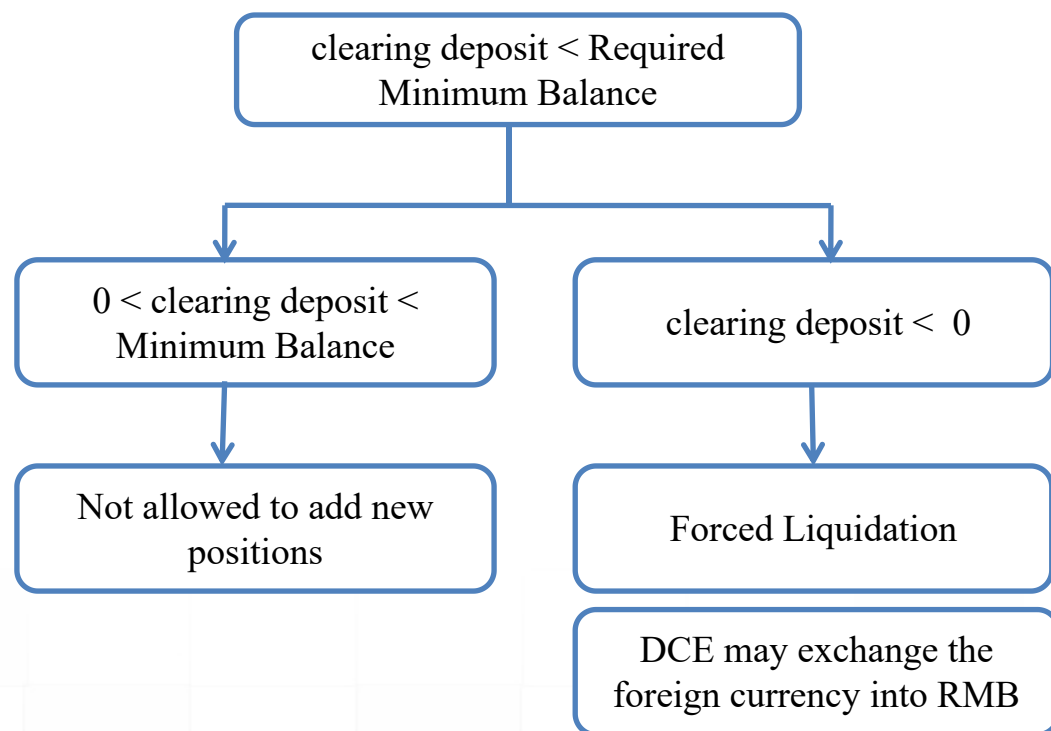 clearing deposit < Required
Minimum Balance
0 < clearing deposit <
Minimum Balance
clearing deposit < 0
Not allowed to add new
positions
Forced Liquidation
DCE may exchange the
foreign currency into RMB